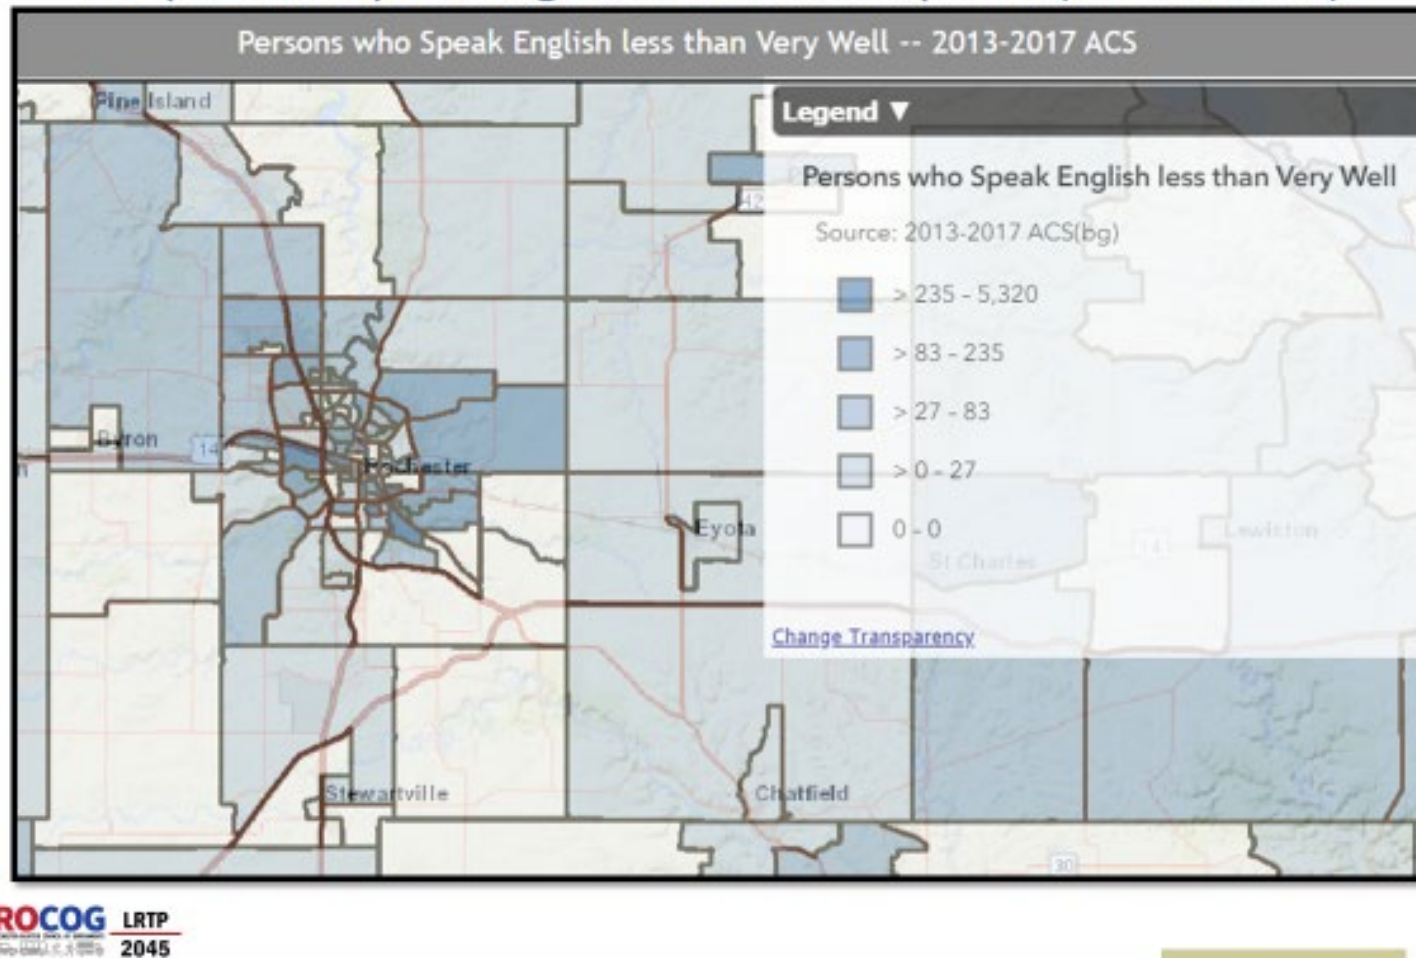 Persons who Speak English less than Very Well -- 2013-2017 ACS
Pine Island
Legend ▼
Persons who Speak English less than Very Well
42
Source: 2013-2017 ACS(bg)
> 235 - 5,320
> 83 - 235
> 27 - 83
> 0 - 27
0 - 0
Byron
14
Rochester
Eyota
St Charles
14
Lewiston
Change Transparency
Stewartville
Chatfield
30
ROCOG LRTP
2045